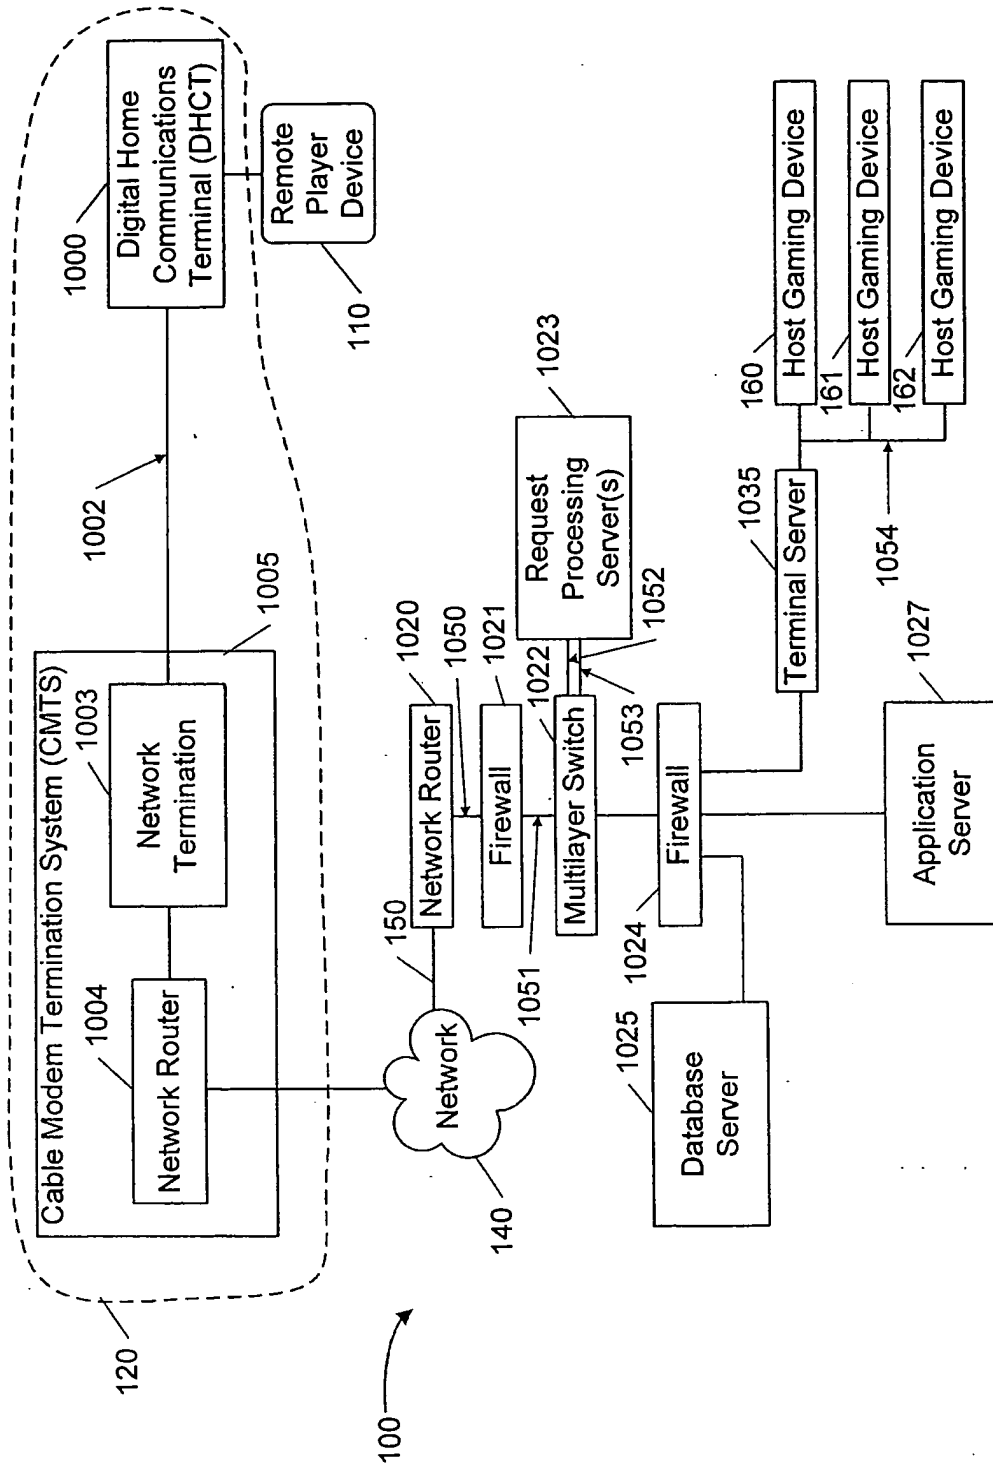 Cable Modem Termination System (CMTS)
1003
1005
Network
Termination
1004
Network Router
1002
1000
Digital Home
Communications
Terminal (DHCT)
Remote
Player
Device
110
120
100
Network
140
150
Network Router
1020
1050
Firewall
1021
1051
Multilayer Switch
1022
Request
Processing
Server(s)
1023
1052
1053
Firewall
1024
Database
Server
1025
Application
Server
1027
Terminal Server
1035
1054
160
Host Gaming Device
161
Host Gaming Device
162
Host Gaming Device